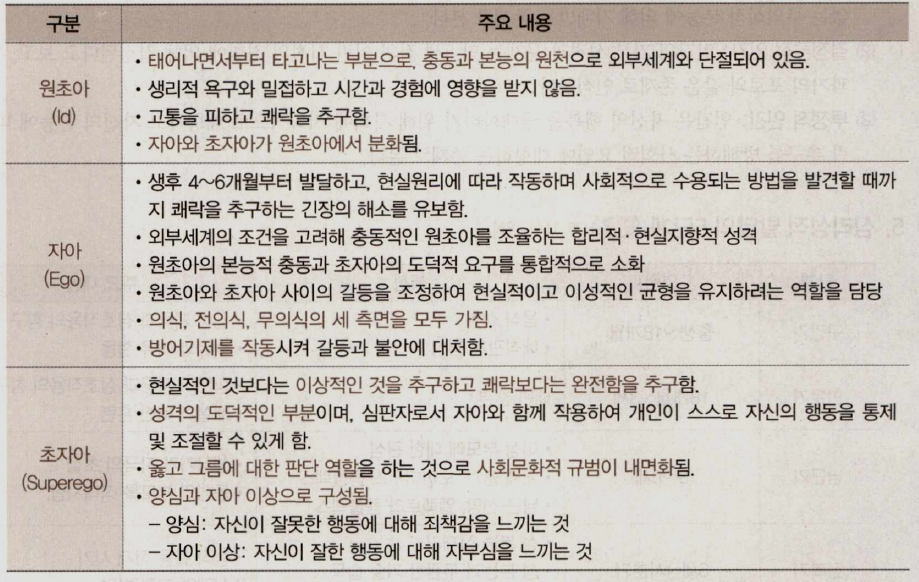 구분 주요 내용
원초아
(Id)
• 태어나면서부터 타고나는 부분으로, 충동과 본능의 원천으로 외부세계와 단절되어 있음.
• 생리적 욕구와 밀접하고 시간과 경험에 영향을 받지 않음.
• 고통을 피하고 쾌락을 추구함.
• 자아와 초자아가 원초아에서 분화됨.
자아
(Ego)
• 생후 4~6개월부터 발달하고, 현실원리에 따라 작동하며 사회적으로 수용되는 방법을 발견할 때까
지 쾌락을 추구하는 긴장의 해소를 유보함.
• 외부세계의 조건을 고려해 충동적인 원초아를 조율하는 합리적·현실지향적 성격
• 원초아의 본능적 충동과 초자아의 도덕적 요구를 통합적으로 소화
• 원초아와 초자아 사이의 갈등을 조정하여 현실적이고 이성적인 균형을 유지하려는 역할을 담당
• 의식, 전의식, 무의식의 세 측면을 모두 가짐.
• 방어기제를 작동시켜 갈등과 불안에 대처함.
초자아
(Superego)
• 현실적인 것보다는 이상적인 것을 추구하고 쾌락보다는 완전함을 추구함.
• 성격의 도덕적인 부분이며, 심판자로서 자아와 함께 작용하여 개인이 스스로 자신의 행동을 통제
및 조절할 수 있게 함.
• 옳고 그름에 대한 판단 역할을 하는 것으로 사회문화적 규범이 내면화됨.
• 양심과 자아 이상으로 구성됨.
– 양심: 자신이 잘못한 행동에 대해 죄책감을 느끼는 것
– 자아 이상: 자신이 잘한 행동에 대해 자부심을 느끼는 것